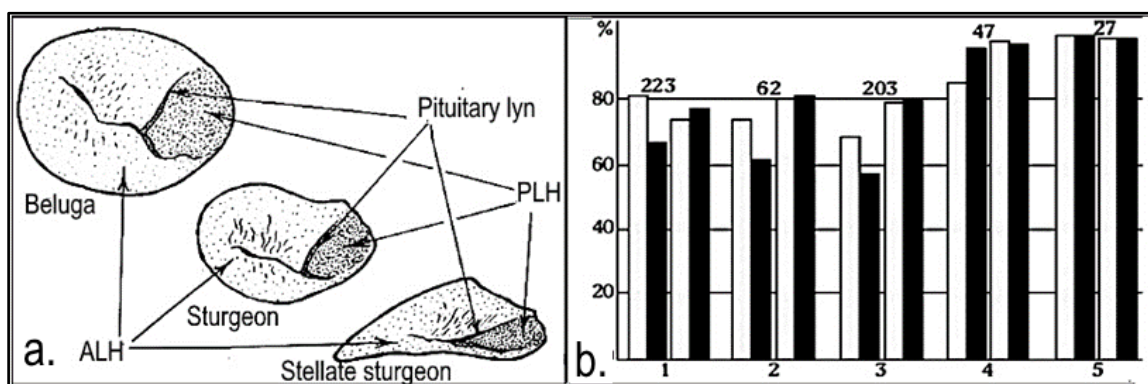 Pituitary lyn
PLH
Beluga
Sturgeon
ALH
Stellate sturgeon
a.
%
80
60
40
20
223
62
203
47
27
1 2 3 4 5
b.